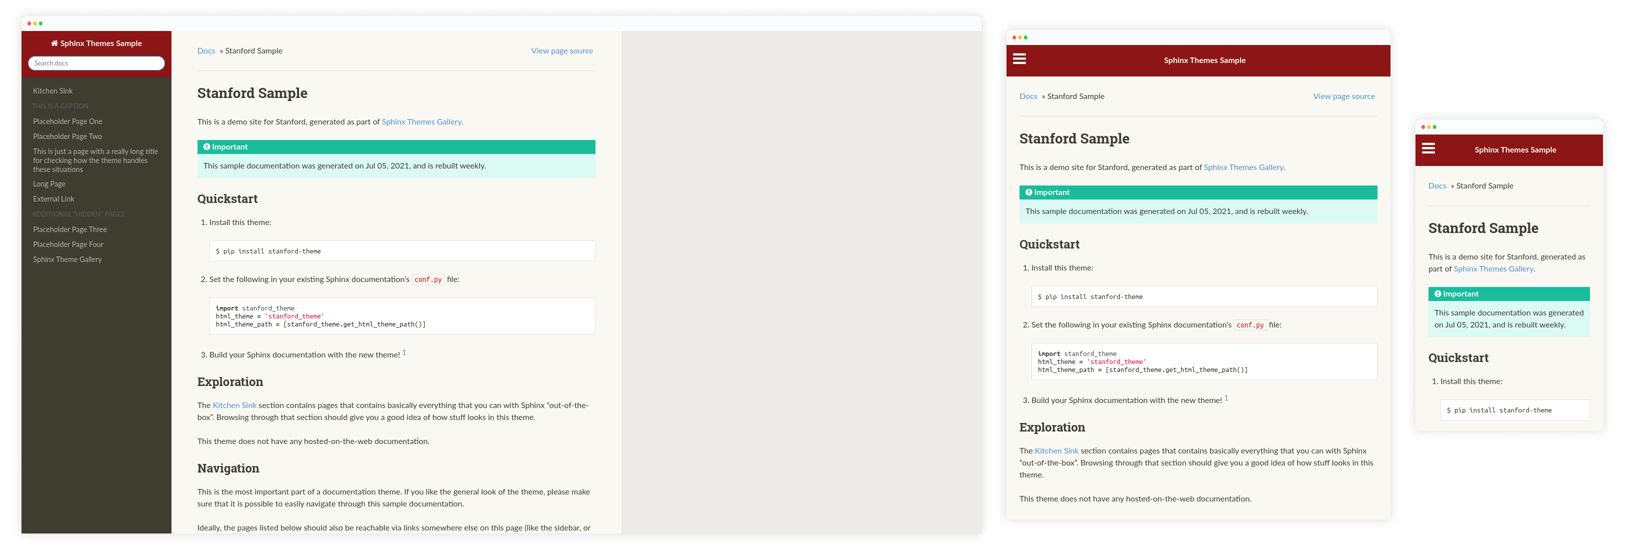 Sphinx Themes Sample
Search docs
Kitchen Sink
THIS IS A CAPTION
Placeholder Page One
Placeholder Page Two
This is just a page with a really long title
for checking how the theme handles
these situations
Long Page
External Link
ADDITIONAL "HIDDEN" PAGES
Placeholder Page Three
Placeholder Page Four
Sphinx Theme Gallery
Docs » Stanford Sample View page source
Stanford Sample
This is a demo site for Stanford, generated as part of Sphinx Themes Gallery.
Important
This sample documentation was generated on Jul 05, 2021, and is rebuilt weekly.
Quickstart
1. Install this theme:
$ pip install stanford-theme
2. Set the following in your existing Sphinx documentation's conf.py file:
import stanford_theme
html_theme = 'stanford_theme'
html_theme_path = [stanford_theme.get_html_theme_path()]
3. Build your Sphinx documentation with the new theme! 1
Exploration
The Kitchen Sink section contains pages that contains basically everything that you can with Sphinx "out-of-the-
box". Browsing through that section should give you a good idea of how stuff looks in this theme.
This theme does not have any hosted-on-the-web documentation.
Navigation
This is the most important part of a documentation theme. If you like the general look of the theme, please make
sure that it is possible to easily navigate through this sample documentation.
Ideally, the pages listed below should also be reachable via links somewhere else on this page (like the sidebar, or
Sphinx Themes Sample
Docs » Stanford Sample View page source
Stanford Sample
This is a demo site for Stanford, generated as part of Sphinx Themes Gallery.
Important
This sample documentation was generated on Jul 05, 2021, and is rebuilt weekly.
Quickstart
1. Install this theme:
$ pip install stanford-theme
2. Set the following in your existing Sphinx documentation's conf.py file:
import stanford_theme
html_theme = 'stanford_theme'
html_theme_path = [stanford_theme.get_html_theme_path()]
3. Build your Sphinx documentation with the new theme! 1
Exploration
The Kitchen Sink section contains pages that contains basically everything that you can with Sphinx
"out-of-the-box". Browsing through that section should give you a good idea of how stuff looks in this
theme.
This theme does not have any hosted-on-the-web documentation.
Sphinx Themes Sample
Docs » Stanford Sample
Stanford Sample
This is a demo site for Stanford, generated as
part of Sphinx Themes Gallery.
Important
This sample documentation was generated
on Jul 05, 2021, and is rebuilt weekly.
Quickstart
1. Install this theme:
$ pip install stanford-theme